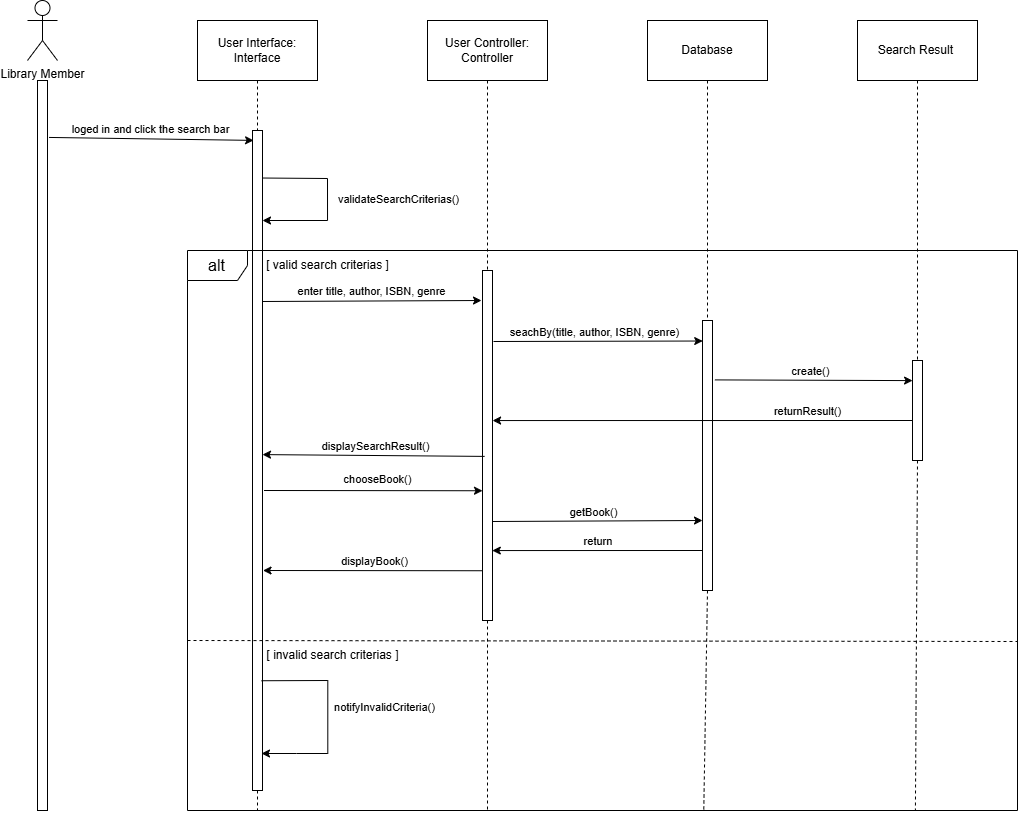 Library Member
User Interface:
Interface
User Controller:
Controller
Database
Search Result
loged in and click the search bar
validateSearchCriterias()
alt
[ valid search criterias ]
enter title, author, ISBN, genre
seachBy(title, author, ISBN, genre)
create()
returnResult()
displaySearchResult()
chooseBook()
getBook()
return
displayBook()
[ invalid search criterias ]
notifyInvalidCriteria()